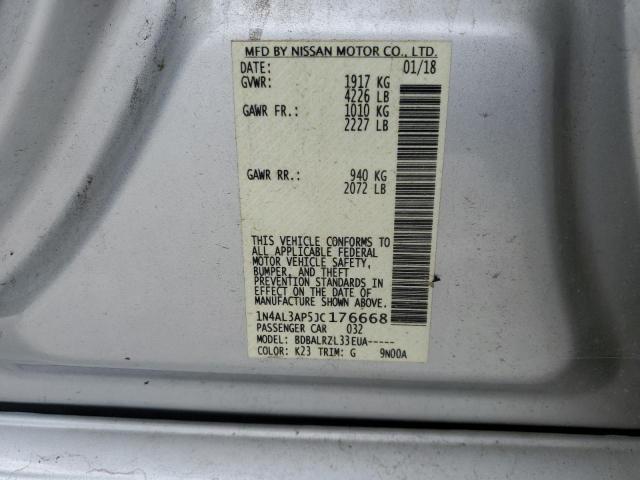 MFD BY NISSAN MOTOR CO., LTD.
DATE: 01/18
GVWR: 1917 KG
4226 LB
GAWR FR.: 1010 KG
2227 LB
GAWR RR.: 940 KG
2072 LB
THIS VEHICLE CONFORMS TO
ALL APPLICABLE FEDERAL
MOTOR VEHICLE SAFETY,
BUMPER, AND THEFT
PREVENTION STANDARDS
IN EFFECT ON THE DATE OF
MANUFACTURE SHOWN ABOVE.
1N4AL3AP5JC176668
PASSENGER CAR 032
MODEL: BDBALRZL33EUA-----
COLOR: K23 TRIM: G 9N00A